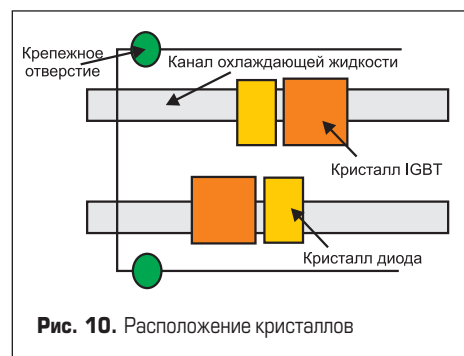 Крепежное
отверстие
Канал охлаждающей жидкости
Кристалл IGBT
Кристалл диода
Рис. 10. Расположение кристаллов